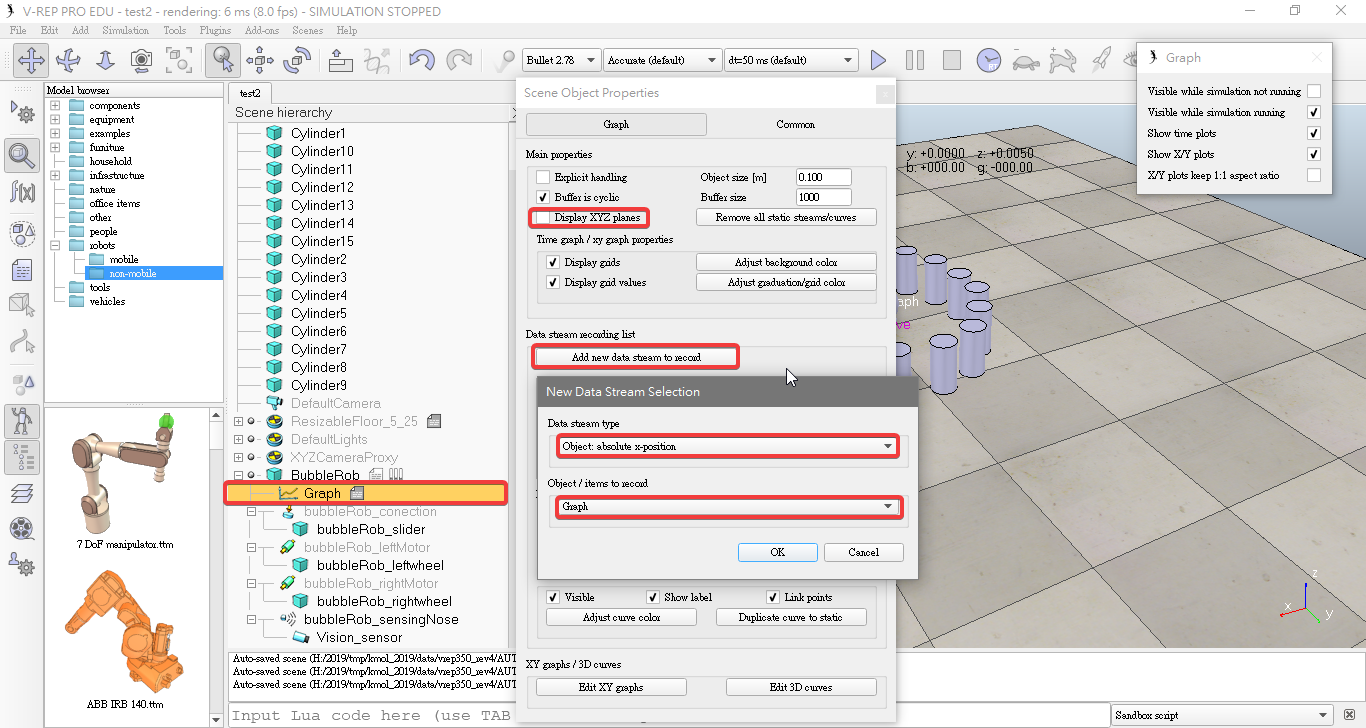 V-REP PRO EDU - test2 - rendering: 6 ms (8.0 fps) - SIMULATION STOPPED
File Edit Add Simulation Tools Plugins Add-ons Scenes Help
Bullet 2.78 Accurate (default) dt=50 ms (default)
Model browser
components
equipment
examples
furniture
household
infrastructure
nature
office items
other
people
robots
mobile
non-mobile
tools
vehicles
7 DoF manipulator.ttm
ABB IRB 140.ttm
test2
Scene hierarchy
Cylinder1
Cylinder10
Cylinder11
Cylinder12
Cylinder13
Cylinder14
Cylinder15
Cylinder2
Cylinder3
Cylinder4
Cylinder5
Cylinder6
Cylinder7
Cylinder8
Cylinder9
DefaultCamera
ResizableFloor_5_25
DefaultLights
XYZCameraProxy
BubbleRob
Graph
bubbleRob_conection
bubbleRob_slider
bubbleRob_leftMotor
bubbleRob_leftwheel
bubbleRob_rightMotor
bubbleRob_rightwheel
bubbleRob_sensingNose
Vision_sensor
Auto-saved scene (H:/2019/tmp/kmol_2019/data/vrep350_rev4/AUT
Auto-saved scene (H:/2019/tmp/kmol_2019/data/vrep350_rev4/AUT
Auto-saved scene (H:/2019/tmp/kmol_2019/data/vrep350_rev4/AUT
Input Lua code here (use TAB
Sandbox script
Scene Object Properties
x
Graph Common
Main properties
Explicit handling Object size [m] 0.100
Buffer is cyclic Buffer size 1000
Display XYZ planes Remove all static streams/curves
Time graph / xy graph properties
Display grids Adjust background color
Display grid values Adjust graduation/grid color
Data stream recording list
Add new data stream to record
New Data Stream Selection
Data stream type
Object: absolute x-position
Object / items to record
Graph
OK Cancel
Visible Show label Link points
Adjust curve color Duplicate curve to static
XY graphs / 3D curves
Edit XY graphs Edit 3D curves
y: +0.0000 z: +0.0050
b: +000.00 g: -000.00
aph
ve
z
x
y
Graph
Visible while simulation not running
Visible while simulation running
Show time plots
Show X/Y plots
X/Y plots keep 1:1 aspect ratio